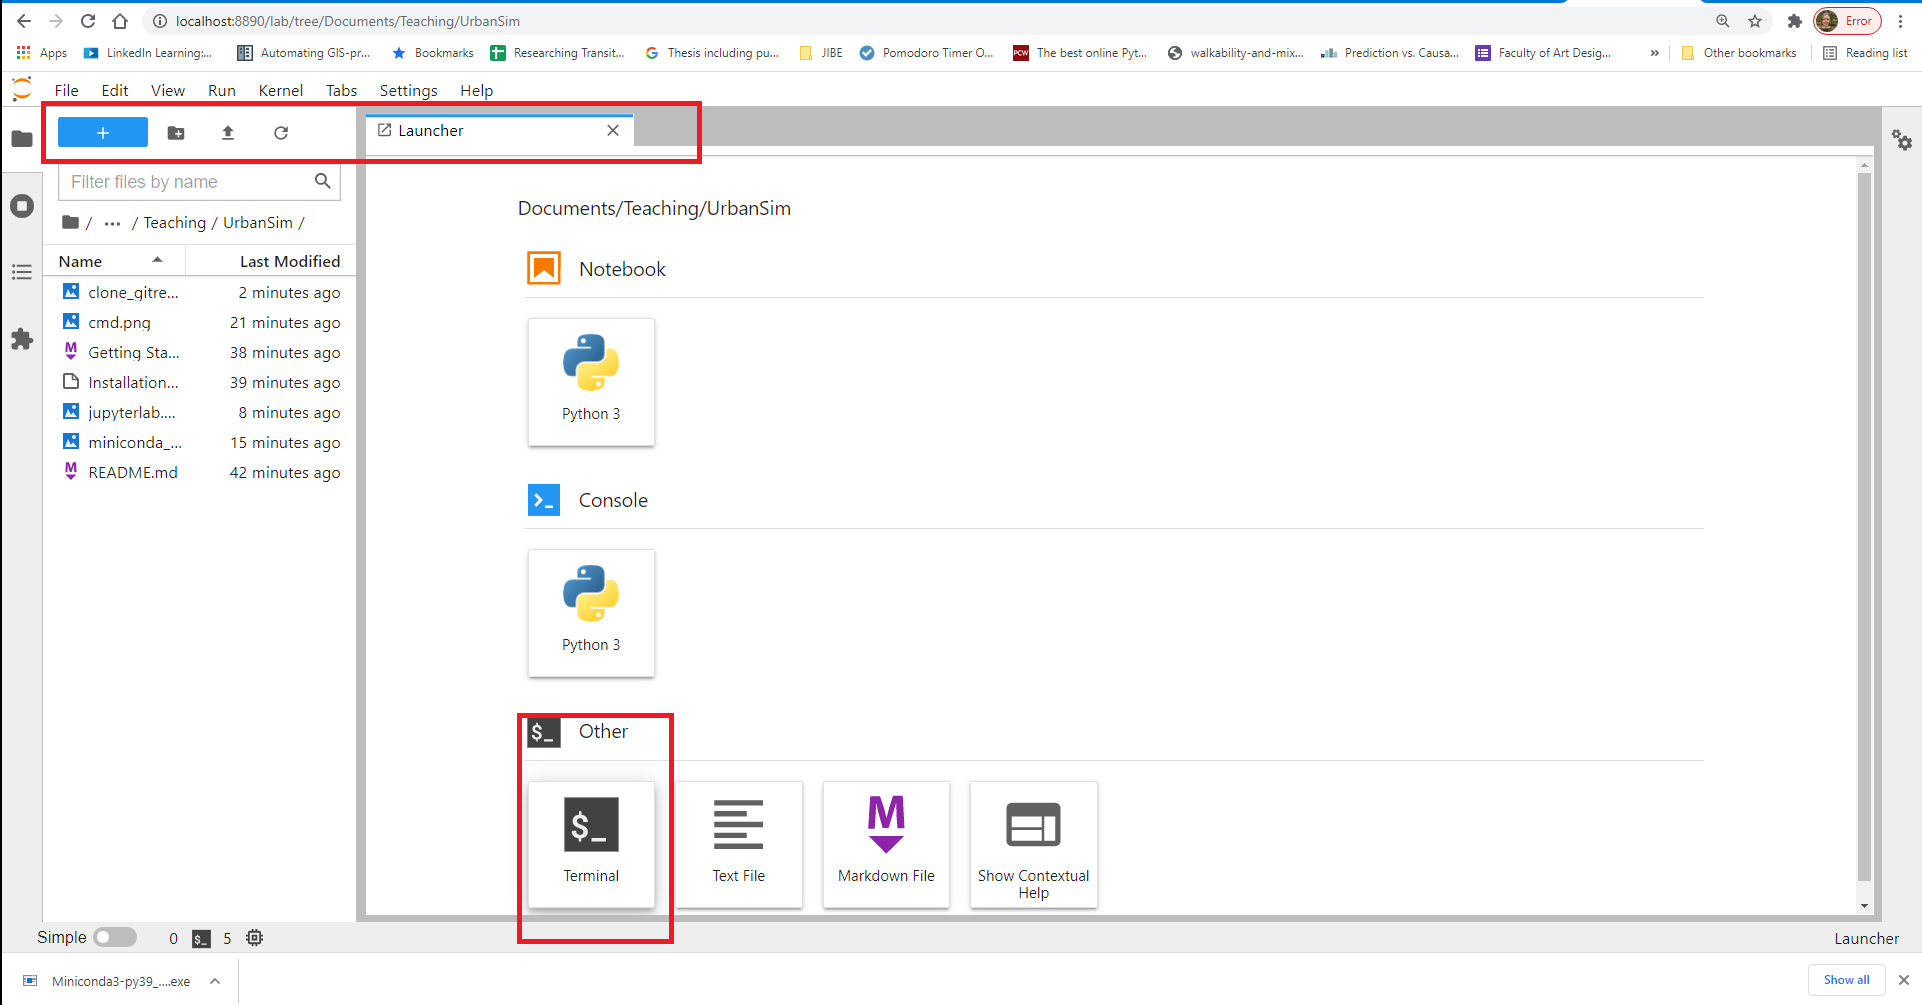 localhost:8890/lab/tree/Documents/Teaching/UrbanSim
Error
Apps
LinkedIn Learning:...
Automating GIS-pr...
Bookmarks
Researching Transit...
Thesis including pu...
JIBE
Pomodoro Timer O...
PCW
The best online Pyt...
walkability-and-mix...
Prediction vs. Causa...
Faculty of Art Desig...
»
Other bookmarks
Reading list
File
Edit
View
Run
Kernel
Tabs
Settings
Help
+
Launcher
Filter files by name
/ ... / Teaching / UrbanSim /
Name
Last Modified
clone_gitre... 2 minutes ago
cmd.png 21 minutes ago
Getting Sta... 38 minutes ago
Installation... 39 minutes ago
jupyterlab.... 8 minutes ago
miniconda_... 15 minutes ago
README.md 42 minutes ago
Documents/Teaching/UrbanSim
Notebook
Python 3
Console
Python 3
$_ Other
$_
Terminal
Text File
M
Markdown File
Show Contextual
Help
Simple
0
$_
5
Launcher
Miniconda3-py39_....exe
Show all